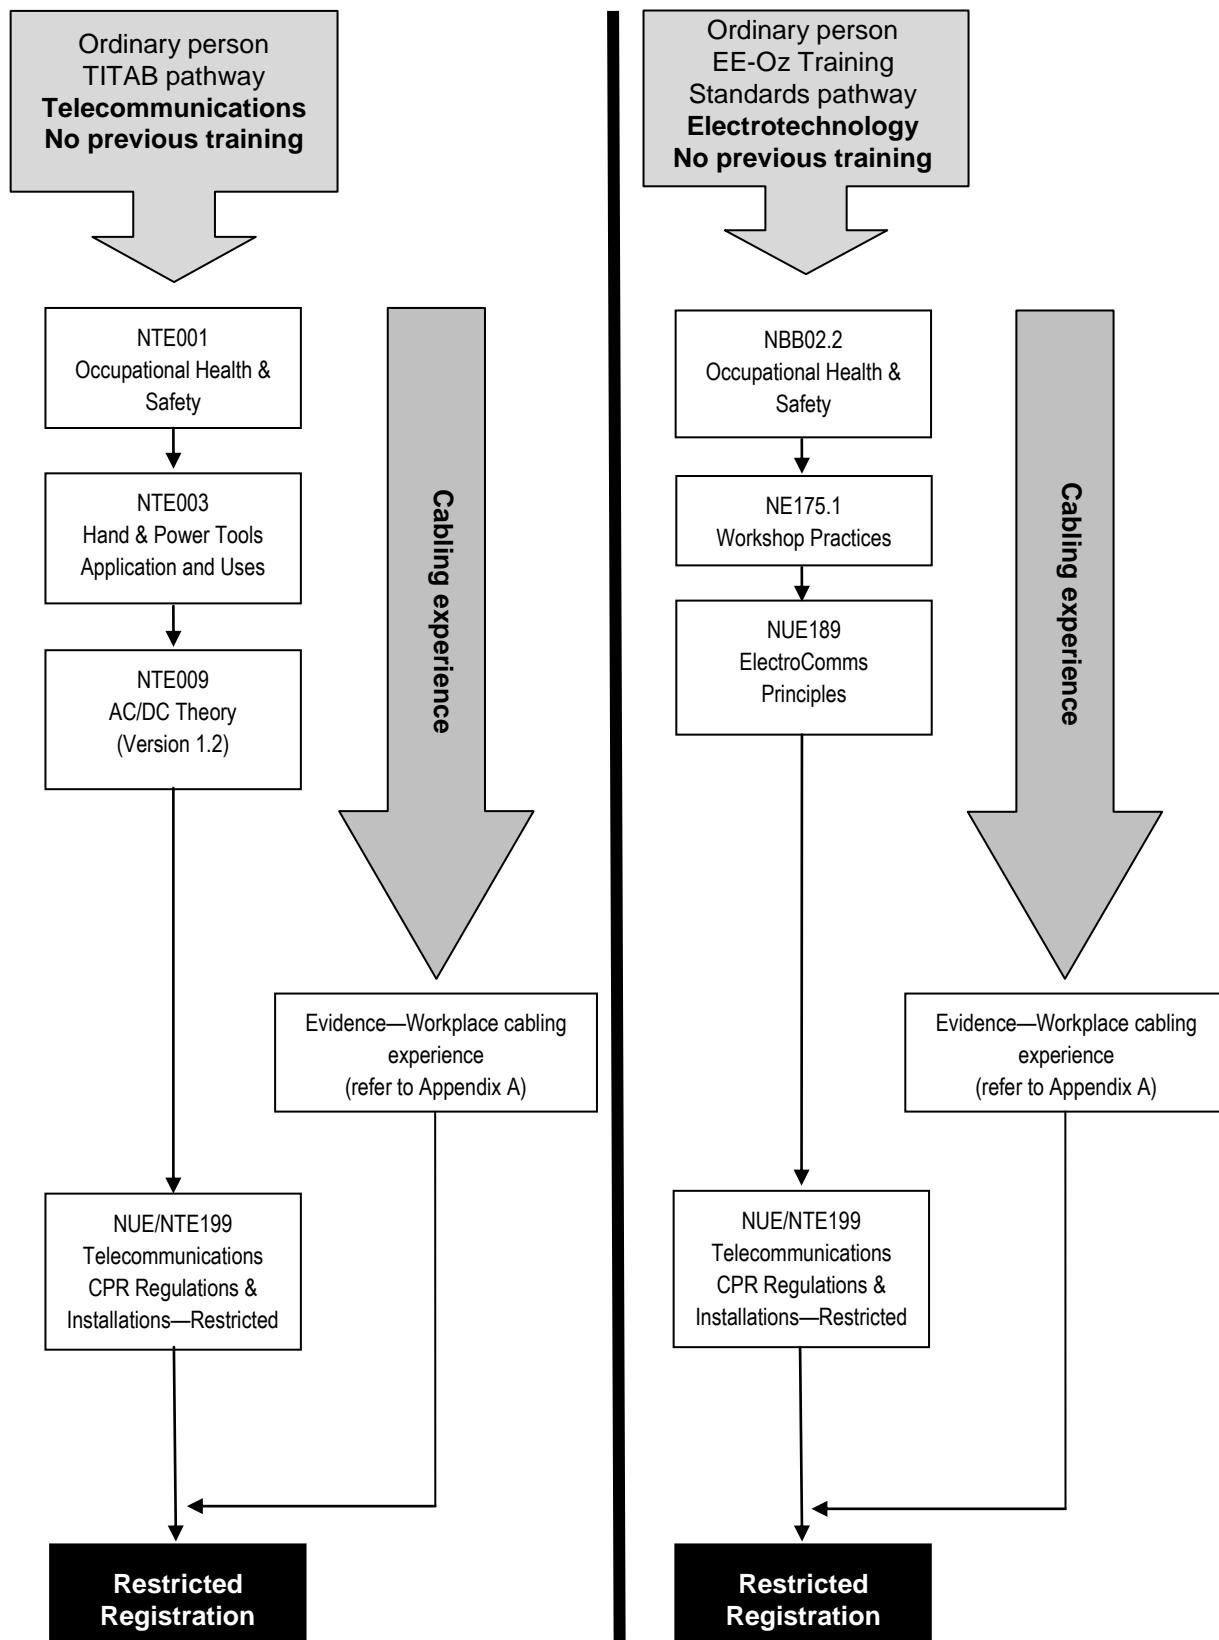 Ordinary person
TITAB pathway
Telecommunications
No previous training
NTE001
Occupational Health &
Safety
NTE003
Hand & Power Tools
Application and Uses
NTE009
AC/DC Theory
(Version 1.2)
Cabling experience
Evidence—Workplace cabling
experience
(refer to Appendix A)
NUE/NTE199
Telecommunications
CPR Regulations &
Installations—Restricted
Restricted
Registration
Ordinary person
EE-Oz Training
Standards pathway
Electrotechnology
No previous training
NBB02.2
Occupational Health &
Safety
NE175.1
Workshop Practices
NUE189
ElectroComms
Principles
Cabling experience
Evidence—Workplace cabling
experience
(refer to Appendix A)
NUE/NTE199
Telecommunications
CPR Regulations &
Installations—Restricted
Restricted
Registration